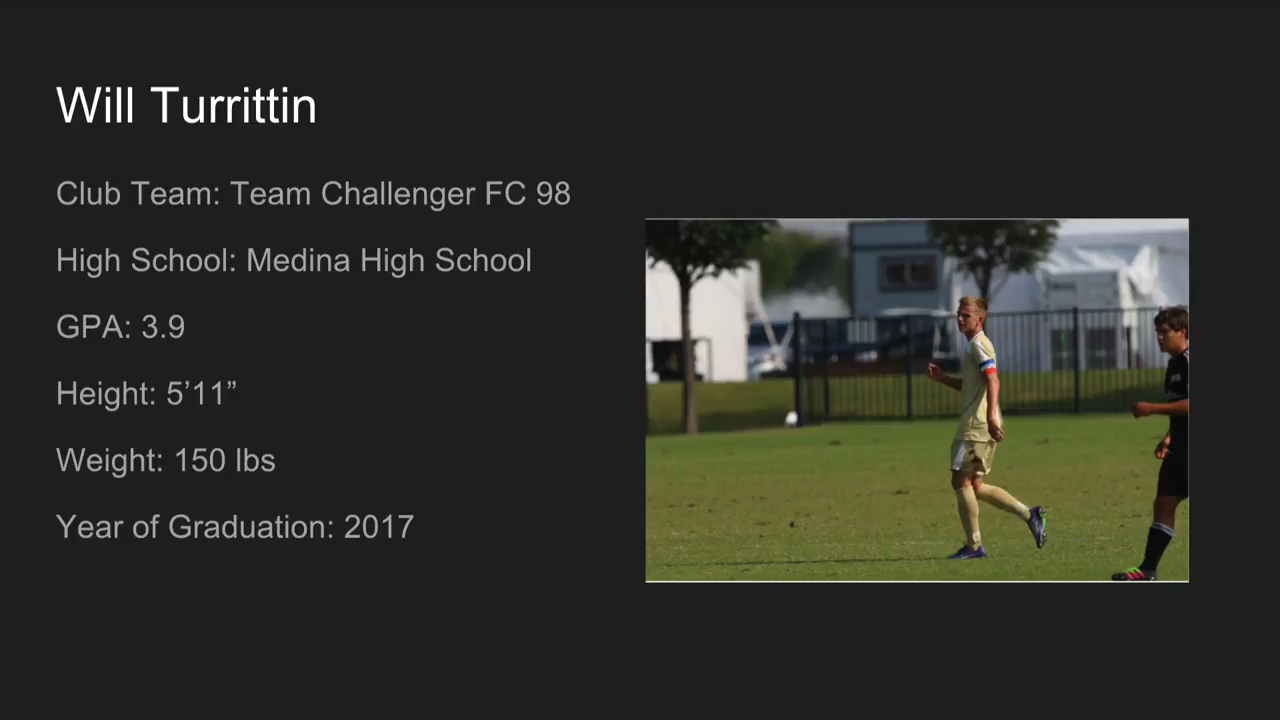 Will Turrittin
Club Team: Team Challenger FC 98
High School: Medina High School
GPA: 3.9
Height: 5’11”
Weight: 150 lbs
Year of Graduation: 2017